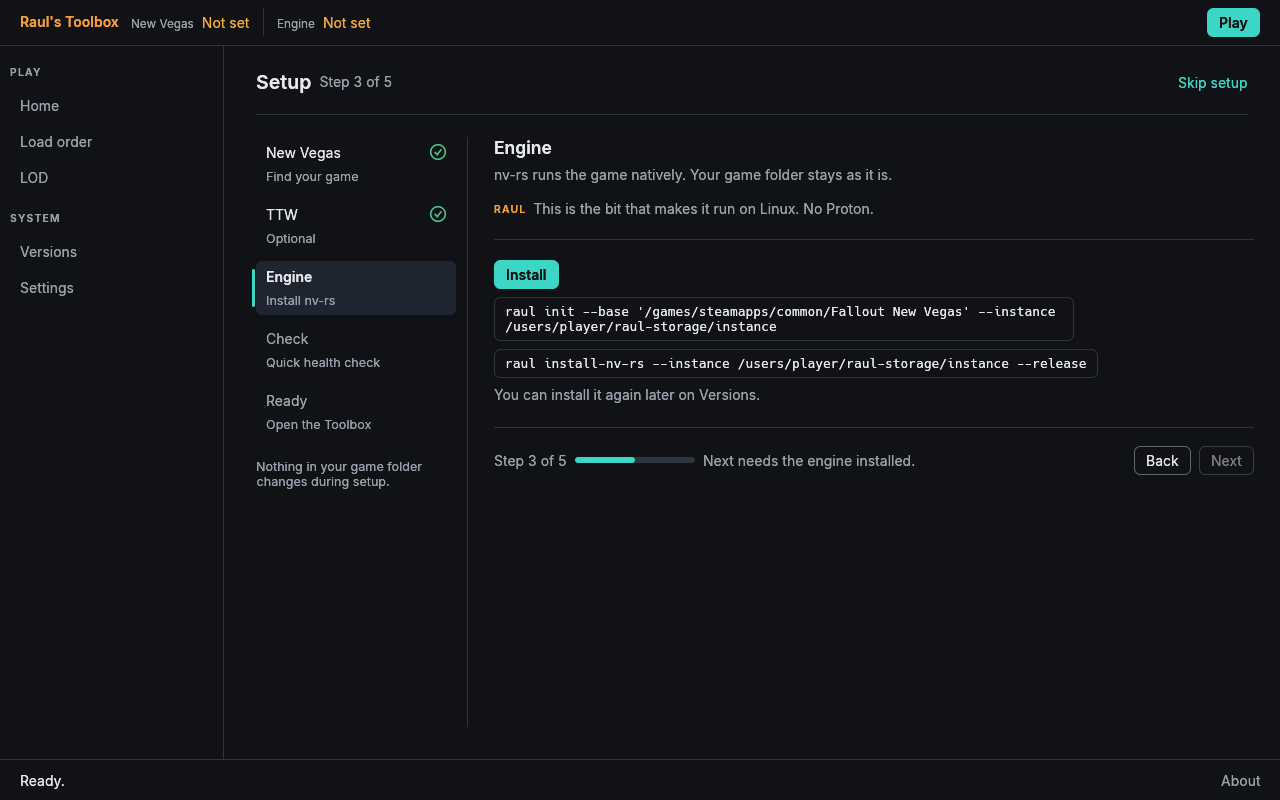 Raul's Toolbox New Vegas Not set Engine Not set Play
PLAY
Home
Load order
LOD
SYSTEM
Versions
Settings
Setup Step 3 of 5 Skip setup
New Vegas
Find your game
TTW
Optional
Engine
Install nv-rs
Check
Quick health check
Ready
Open the Toolbox
Nothing in your game folder
changes during setup.
Engine
nv-rs runs the game natively. Your game folder stays as it is.
RAUL This is the bit that makes it run on Linux. No Proton.
Install
raul init --base '/games/steamapps/common/Fallout New Vegas' --instance
/users/player/raul-storage/instance
raul install-nv-rs --instance /users/player/raul-storage/instance --release
You can install it again later on Versions.
Step 3 of 5 Next needs the engine installed. Back Next
Ready. About